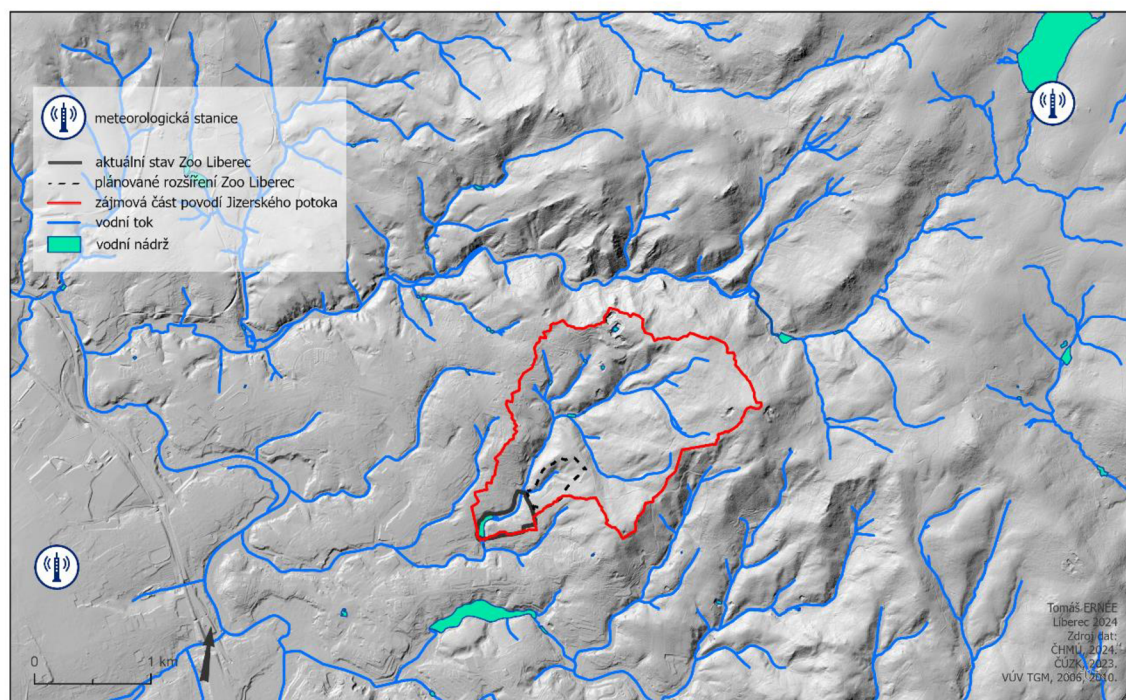 meteorologická stanice
aktuální stav Zoo Liberec
plánované rozšíření Zoo Liberec
zájmová část povodí Jizerského potoka
vodní tok
vodní nádrž
0 1 km
Tomáš ERNÉE
Liberec 2024
Zdroj dat:
ČHMÚ, 2024.
ČÚZK, 2023.
VÚV TGM, 2006, 2010.